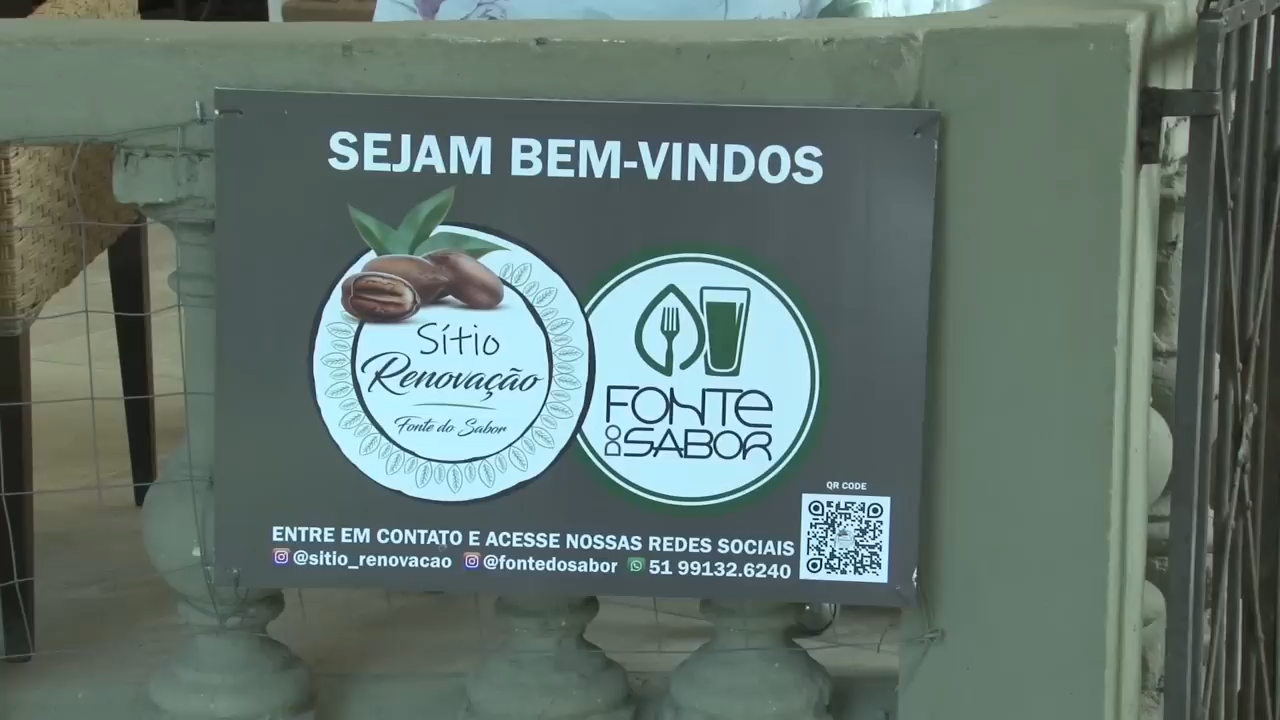 SEJAM BEM-VINDOS
Sítio
Renovação
Fonte do Sabor
FONTE
DO SABOR
QR CODE
ENTRE EM CONTATO E ACESSE NOSSAS REDES SOCIAIS
@sitio_renovacao @fontedosabor 51 99132.6240